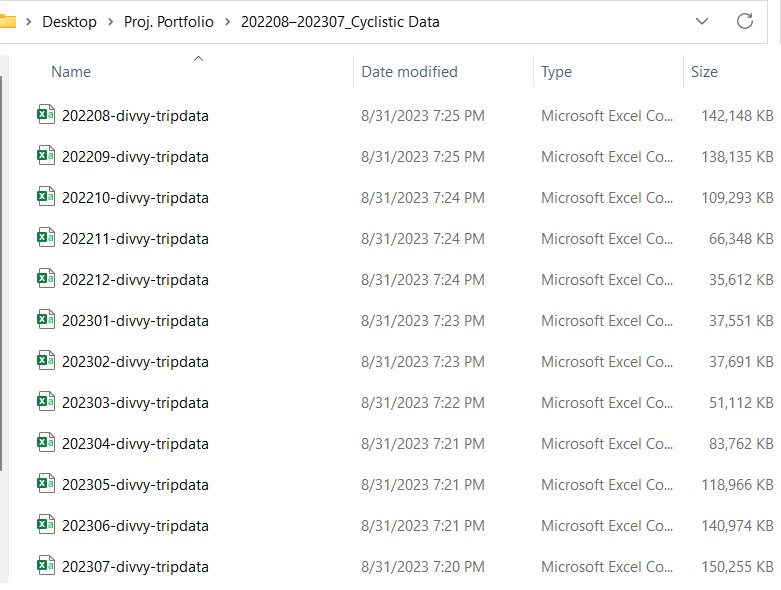 Desktop > Proj. Portfolio > 202208–202307_Cyclistic Data
Name Date modified Type Size
202208-divvy-tripdata 8/31/2023 7:25 PM Microsoft Excel Co... 142,148 KB
202209-divvy-tripdata 8/31/2023 7:25 PM Microsoft Excel Co... 138,135 KB
202210-divvy-tripdata 8/31/2023 7:24 PM Microsoft Excel Co... 109,293 KB
202211-divvy-tripdata 8/31/2023 7:24 PM Microsoft Excel Co... 66,348 KB
202212-divvy-tripdata 8/31/2023 7:24 PM Microsoft Excel Co... 35,612 KB
202301-divvy-tripdata 8/31/2023 7:23 PM Microsoft Excel Co... 37,551 KB
202302-divvy-tripdata 8/31/2023 7:23 PM Microsoft Excel Co... 37,691 KB
202303-divvy-tripdata 8/31/2023 7:22 PM Microsoft Excel Co... 51,112 KB
202304-divvy-tripdata 8/31/2023 7:21 PM Microsoft Excel Co... 83,762 KB
202305-divvy-tripdata 8/31/2023 7:21 PM Microsoft Excel Co... 118,966 KB
202306-divvy-tripdata 8/31/2023 7:21 PM Microsoft Excel Co... 140,974 KB
202307-divvy-tripdata 8/31/2023 7:20 PM Microsoft Excel Co... 150,255 KB